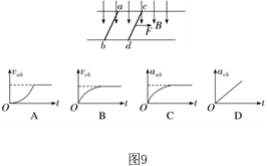 a c
F B
b d
v_ab v_cb a_ab a_cb
O t O t O t O t
A B C D
图9